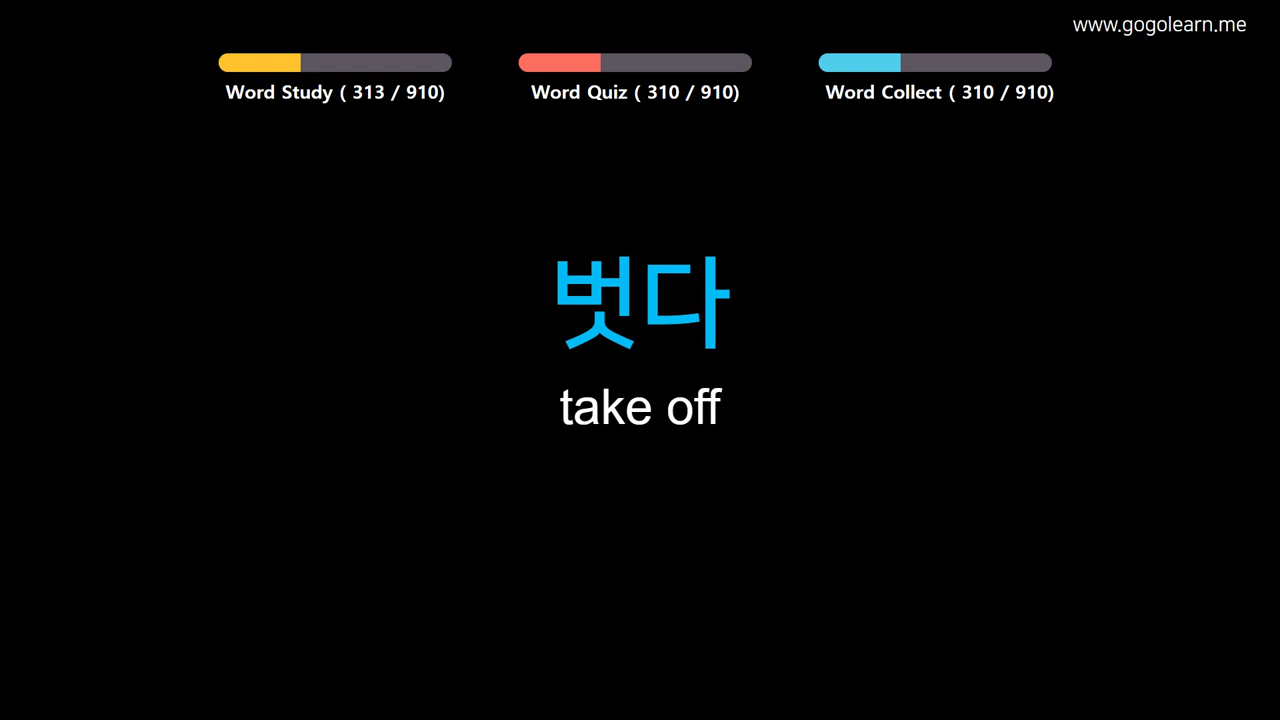 www.gogolearn.me
Word Study ( 313 / 910)
Word Quiz ( 310 / 910)
Word Collect ( 310 / 910)
벗다
take off